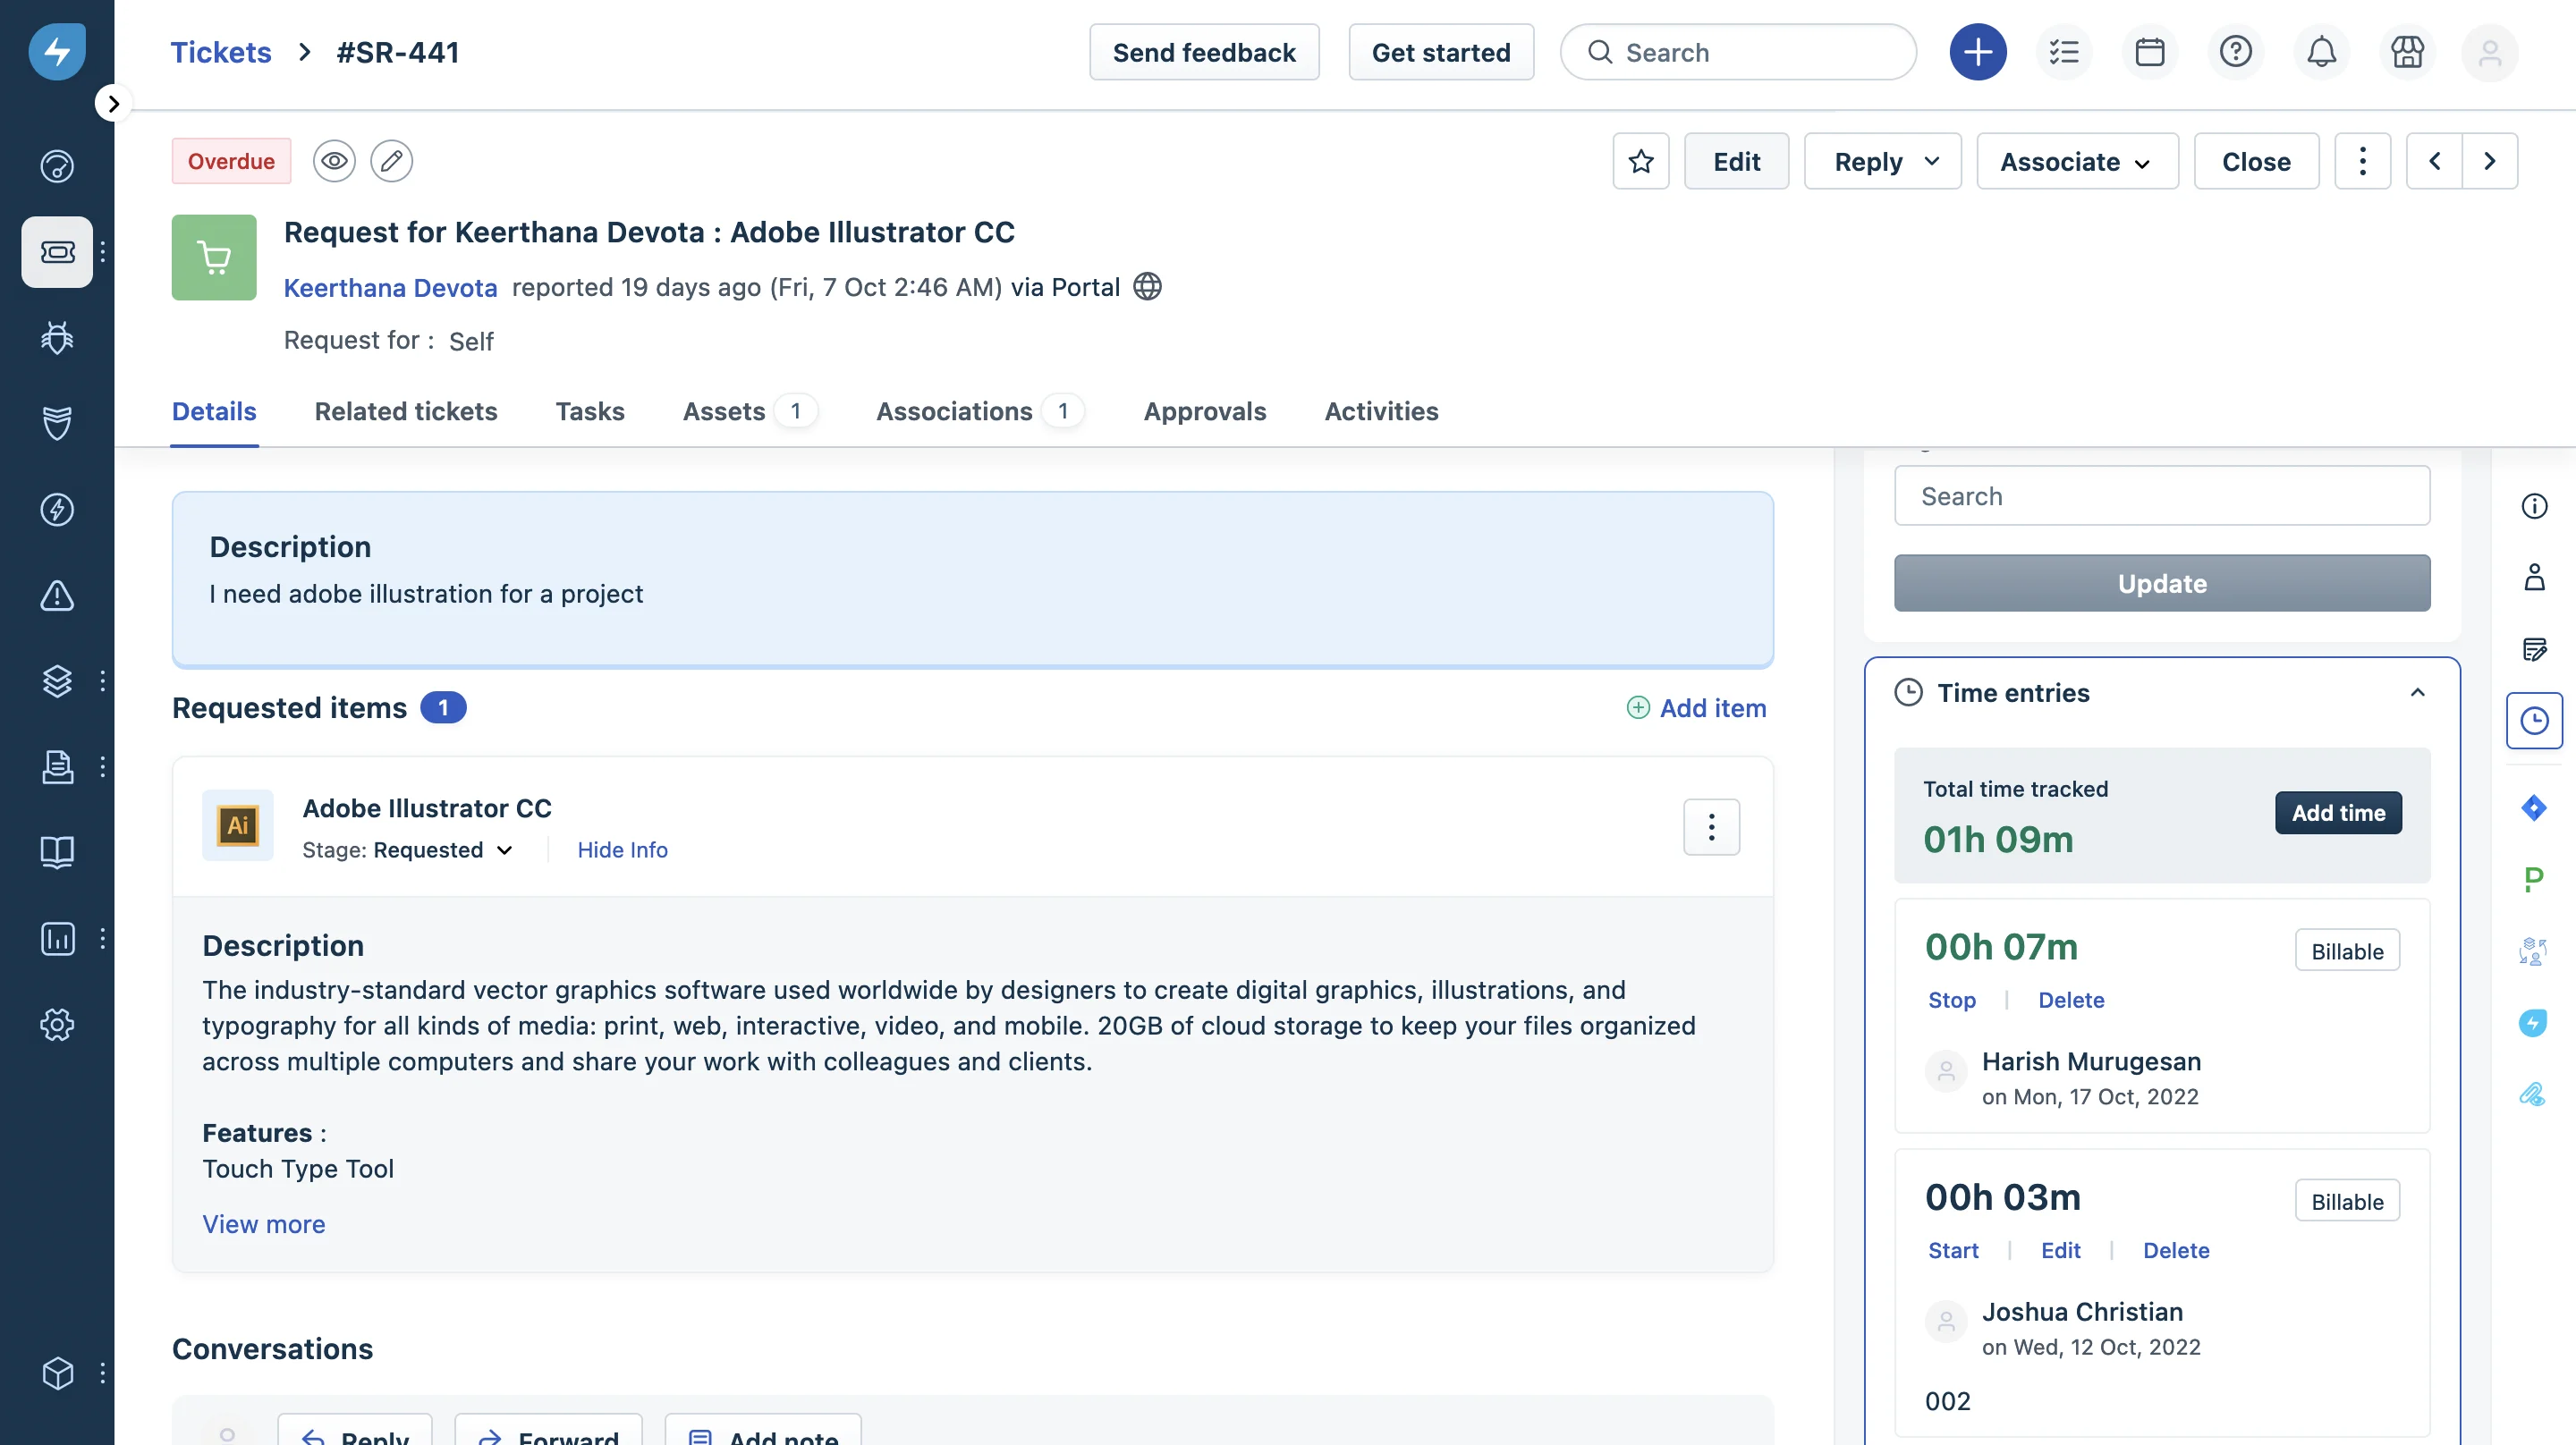 Tickets > #SR-441
Send feedback
Get started
Search
Overdue
Edit
Reply
Associate
Close
Request for Keerthana Devota : Adobe Illustrator CC
Keerthana Devota reported 19 days ago (Fri, 7 Oct 2:46 AM) via Portal
Request for : Self
Details
Related tickets
Tasks
Assets 1
Associations 1
Approvals
Activities
Description
I need adobe illustration for a project
Requested items 1
Add item
Ai
Adobe Illustrator CC
Stage: Requested
Hide Info
Description
The industry-standard vector graphics software used worldwide by designers to create digital graphics, illustrations, and
typography for all kinds of media: print, web, interactive, video, and mobile. 20GB of cloud storage to keep your files organized
across multiple computers and share your work with colleagues and clients.
Features :
Touch Type Tool
View more
Conversations
Reply
Forward
Add note
Search
Update
Time entries
Total time tracked
01h 09m
Add time
00h 07m
Billable
Stop | Delete
Harish Murugesan
on Mon, 17 Oct, 2022
00h 03m
Billable
Start | Edit | Delete
Joshua Christian
on Wed, 12 Oct, 2022
002